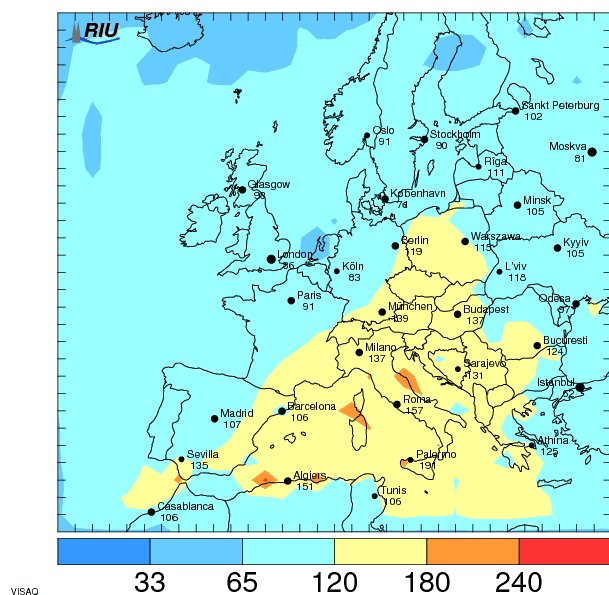 RIU
Sankt Peterburg
102
Oslo
91
Stockholm
90
Moskva
81
Riga
111
Glasgow
København
Minsk
105
Berlin
119
Warszawa
115
Kyyiv
105
London
Köln
83
L'viv
118
Paris
91
München
139
Budapest
137
Odesa
97
Milano
137
Bucuresti
124
Sarajevo
131
Istanbul
Roma
157
Barcelona
106
Madrid
107
Athina
125
Sevilla
135
Palermo
191
Algiers
151
Tunis
106
Casablanca
106
33 65 120 180 240
VISAQ